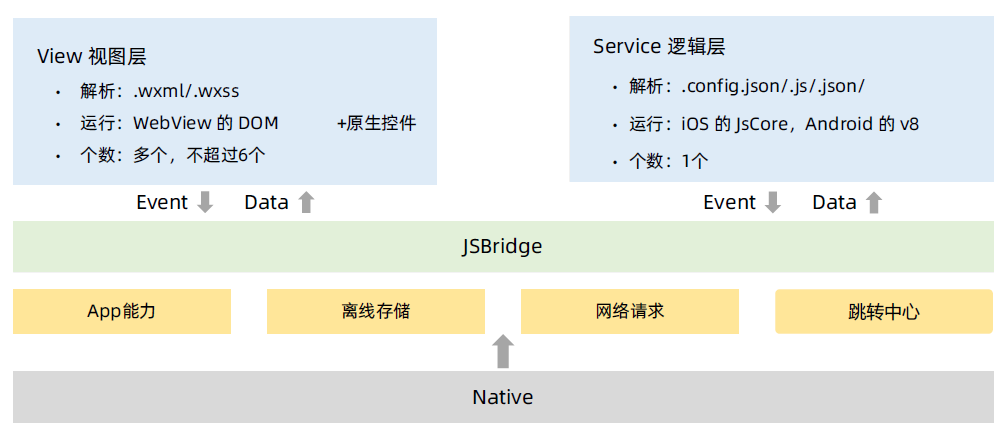 View 视图层
• 解析：.wxml/.wxss
• 运行：WebView 的 DOM +原生控件
• 个数：多个，不超过6个
Service 逻辑层
• 解析：.config.json/.js/.json/
• 运行：iOS 的 JsCore，Android 的 v8
• 个数：1个
Event Data
Event Data
JSBridge
App能力
离线存储
网络请求
跳转中心
Native